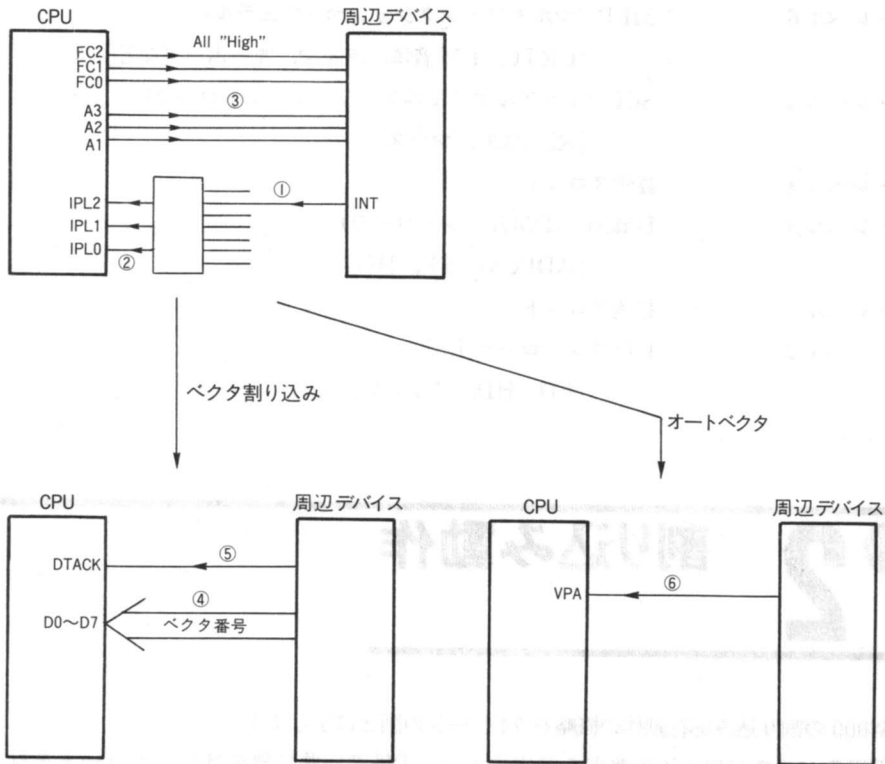 CPU
周辺デバイス
FC2
FC1
FC0
All "High"
③
A3
A2
A1
IPL2
IPL1
IPL0
②
①
INT
ベクタ割り込み
オートベクタ
CPU
周辺デバイス
DTACK
⑤
D0～D7
④
ベクタ番号
CPU
周辺デバイス
VPA
⑥